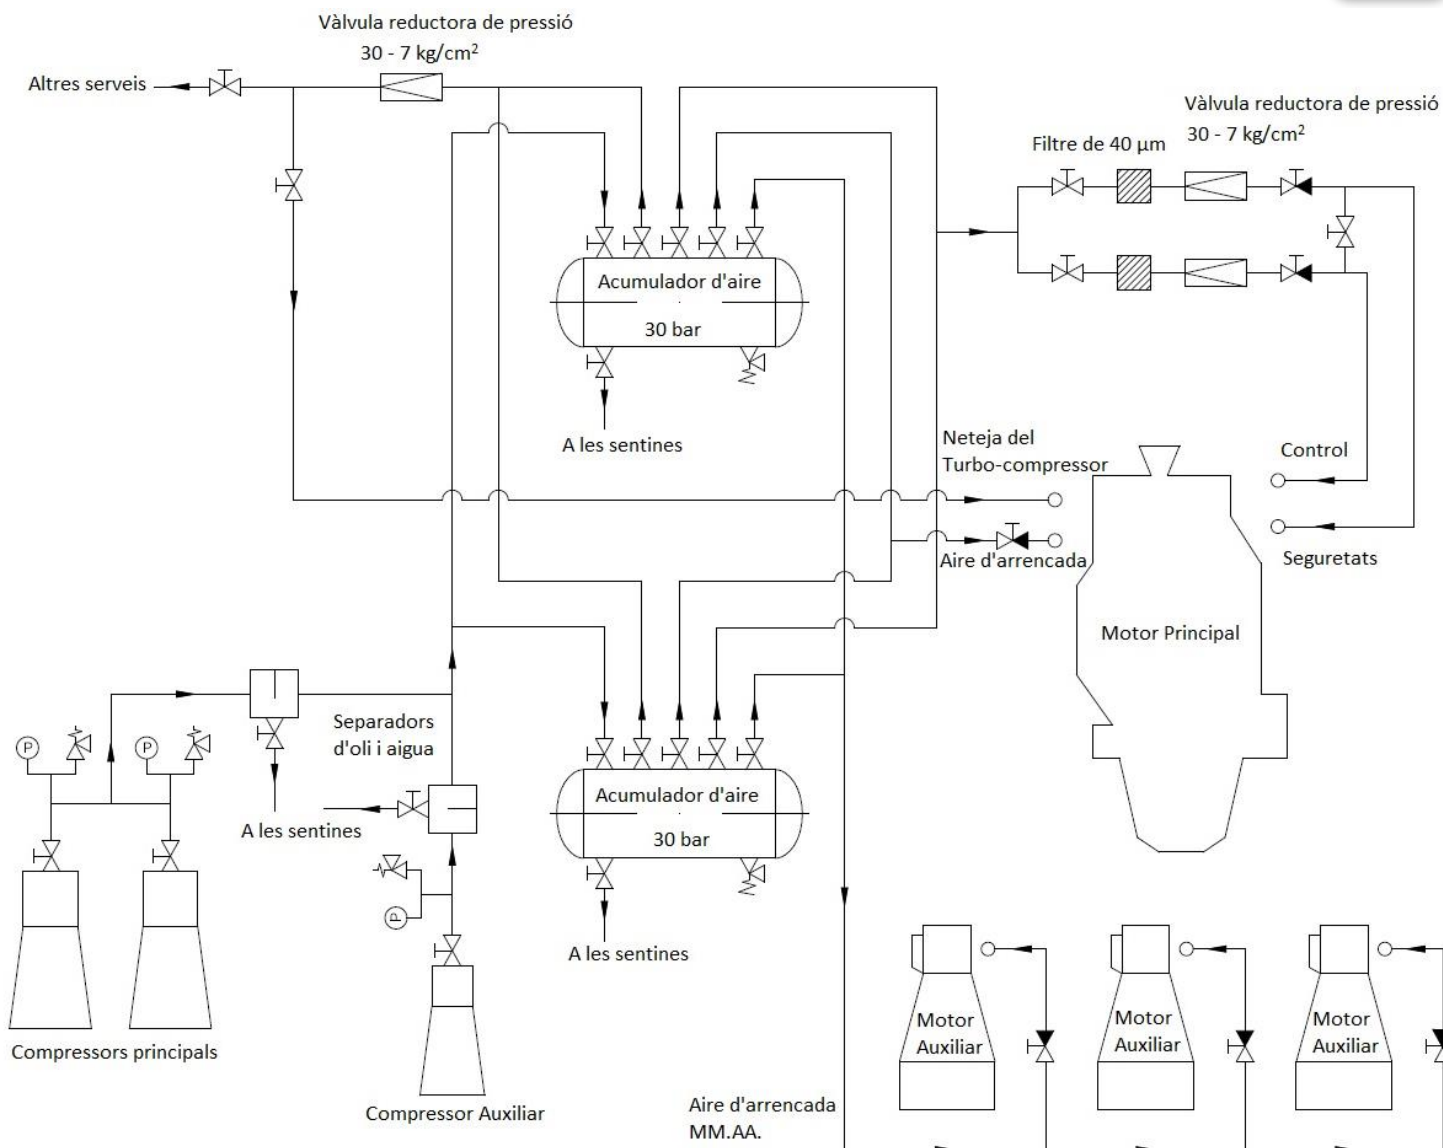 Vàlvula reductora de pressió
30 - 7 kg/cm²
Altres serveis
Vàlvula reductora de pressió
30 - 7 kg/cm²
Filtre de 40 µm
Acumulador d'aire
30 bar
A les sentines
Neteja del
Turbo-compressor
Control
Aire d'arrencada
Seguretats
Motor Principal
Separadors
d'oli i aigua
P
P
A les sentines
Acumulador d'aire
30 bar
P
A les sentines
Motor
Auxiliar
Motor
Auxiliar
Motor
Auxiliar
Compressors principals
Compressor Auxiliar
Aire d'arrencada
MM.AA.